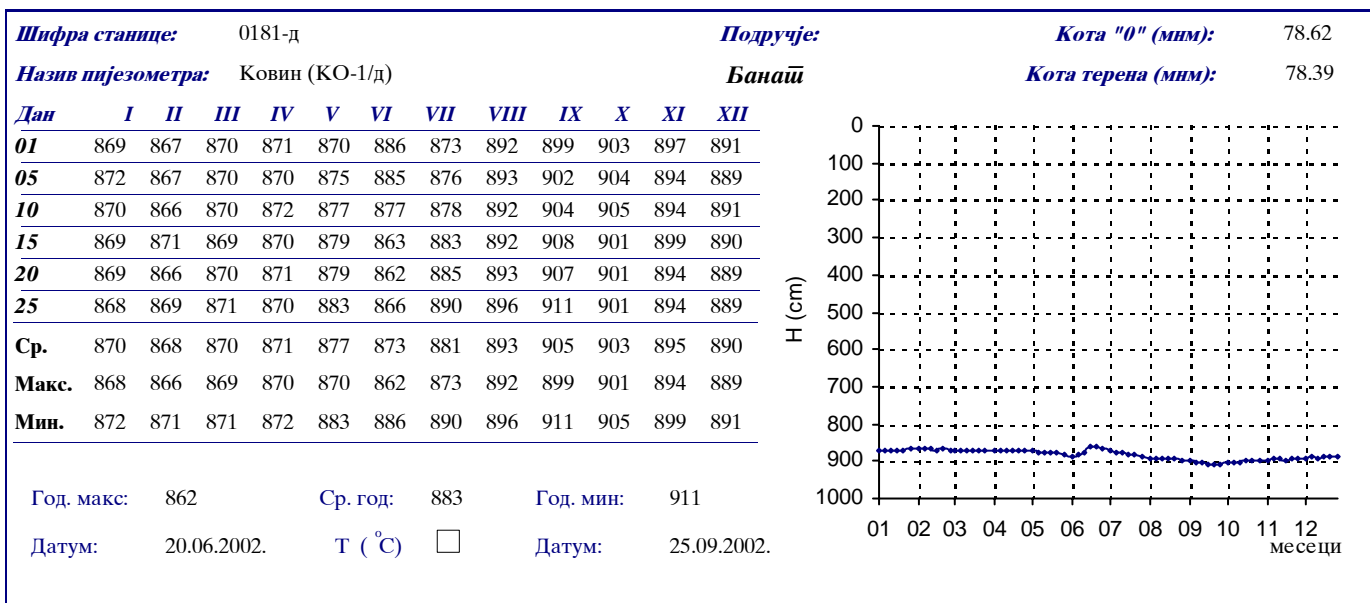 Шифра станице: 0181-д Подручје: Кота "0" (мнм): 78.62
Назив пијезометра: Ковин (КО-1/д) Банат Кота терена (мнм): 78.39
Дан I II III IV V VI VII VIII IX X XI XII
01 869 867 870 871 870 886 873 892 899 903 897 891
05 872 867 870 870 875 885 876 893 902 904 894 889
10 870 866 870 872 877 877 878 892 904 905 894 891
15 869 871 869 870 879 863 883 892 908 901 899 890
20 869 866 870 871 879 862 885 893 907 901 894 889
25 868 869 871 870 883 866 890 896 911 901 894 889
Ср. 870 868 870 871 877 873 881 893 905 903 895 890
Макс. 868 866 869 870 870 862 873 892 899 901 894 889
Мин. 872 871 871 872 883 886 890 896 911 905 899 891
Год. макс: 862 Ср. год: 883 Год. мин: 911
Датум: 20.06.2002. Т ( °С) Датум: 25.09.2002.
H (cm)
0
100
200
300
400
500
600
700
800
900
1000
01 02 03 04 05 06 07 08 09 10 11 12
месеци